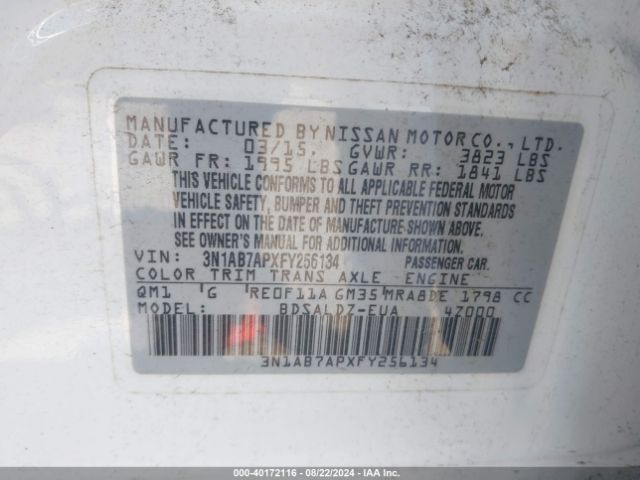 MANUFACTURED BY NISSAN MOTOR CO., LTD.
DATE: 03/15. GVWR: 3823 LBS
GAWR FR: 1995 LBS GAWR RR: 1841 LBS
THIS VEHICLE CONFORMS TO ALL APPLICABLE FEDERAL MOTOR
VEHICLE SAFETY, BUMPER AND THEFT PREVENTION STANDARDS
IN EFFECT ON THE DATE OF MANUFACTURE SHOWN ABOVE.
SEE OWNER'S MANUAL FOR ADDITIONAL INFORMATION.
VIN: 3N1AB7APXFY256134 PASSENGER CAR.
COLOR TRIM TRANS AXLE ENGINE
QM1 G RE0F11A GM35 MRA8DE 1798 CC
MODEL: BDSALDZ-EUA 4Z000
3N1AB7APXFY256134
000-40172116 - 08/22/2024 - IAA Inc.